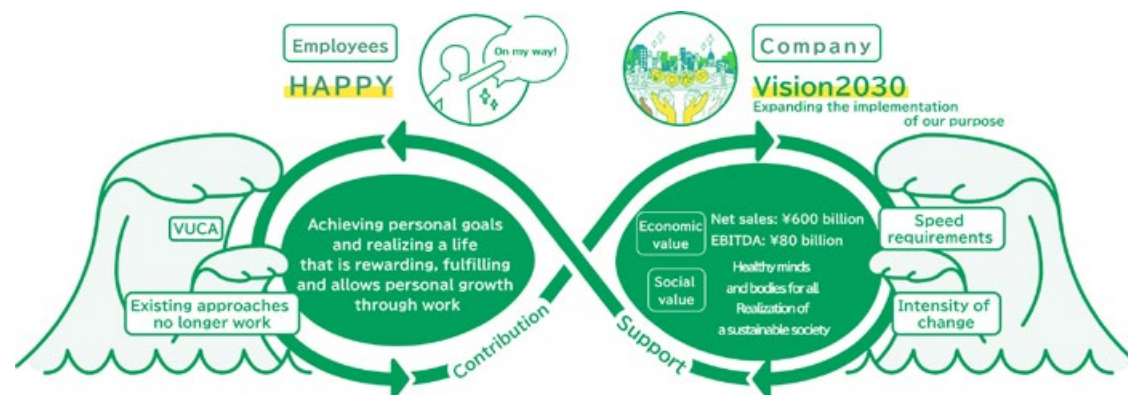 Employees
HAPPY
On my way!
Company
Vision2030
Expanding the implementation
of our purpose
VUCA
Existing approaches
no longer work
Achieving personal goals
and realizing a life
that is rewarding, fulfilling
and allows personal growth
through work
Contribution
Support
Economic
value
Net sales: ¥600 billion
EBITDA: ¥80 billion
Social
value
Healthy minds
and bodies for all
Realization of
a sustainable society
Speed
requirements
Intensity of
change